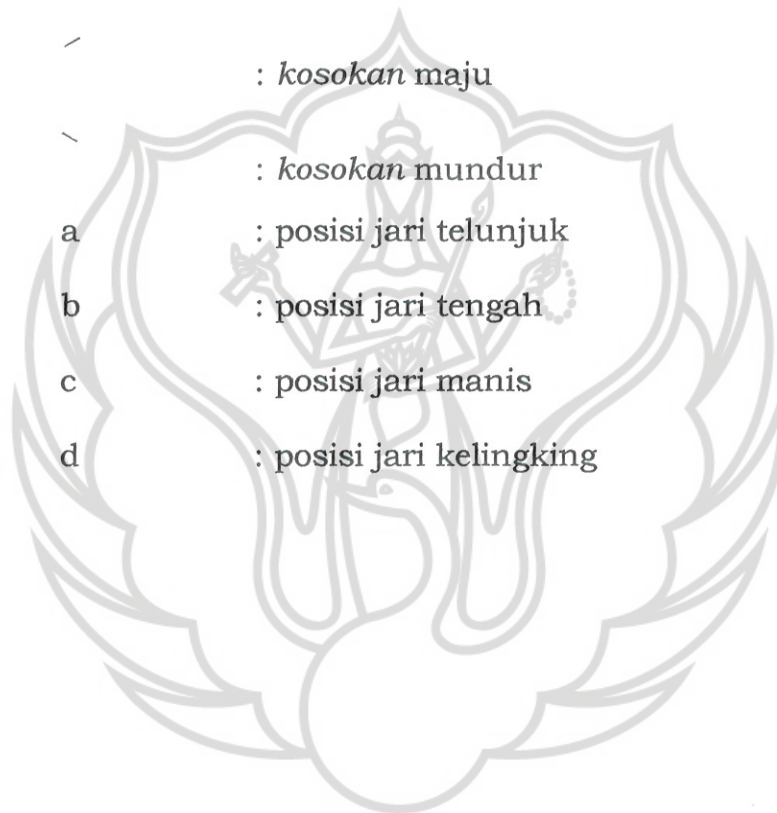 /
: kosokan maju
\
: kosokan mundur
a : posisi jari telunjuk
b : posisi jari tengah
c : posisi jari manis
d : posisi jari kelingking